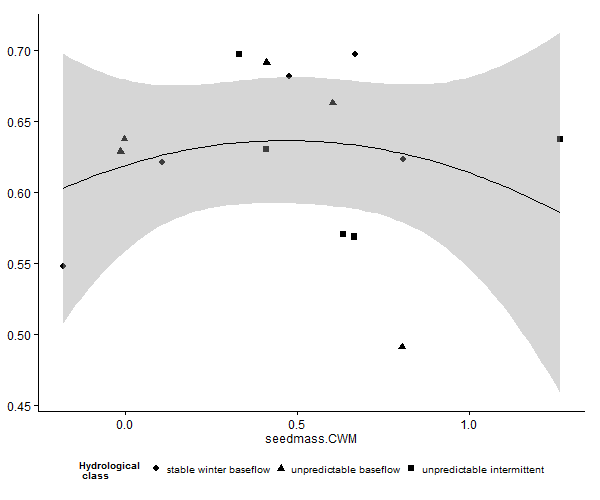 0.70
0.65
0.60
0.55
0.50
0.45
0.0 0.5 1.0
seedmass.CWM
Hydrological
class
stable winter baseflow unpredictable baseflow unpredictable intermittent